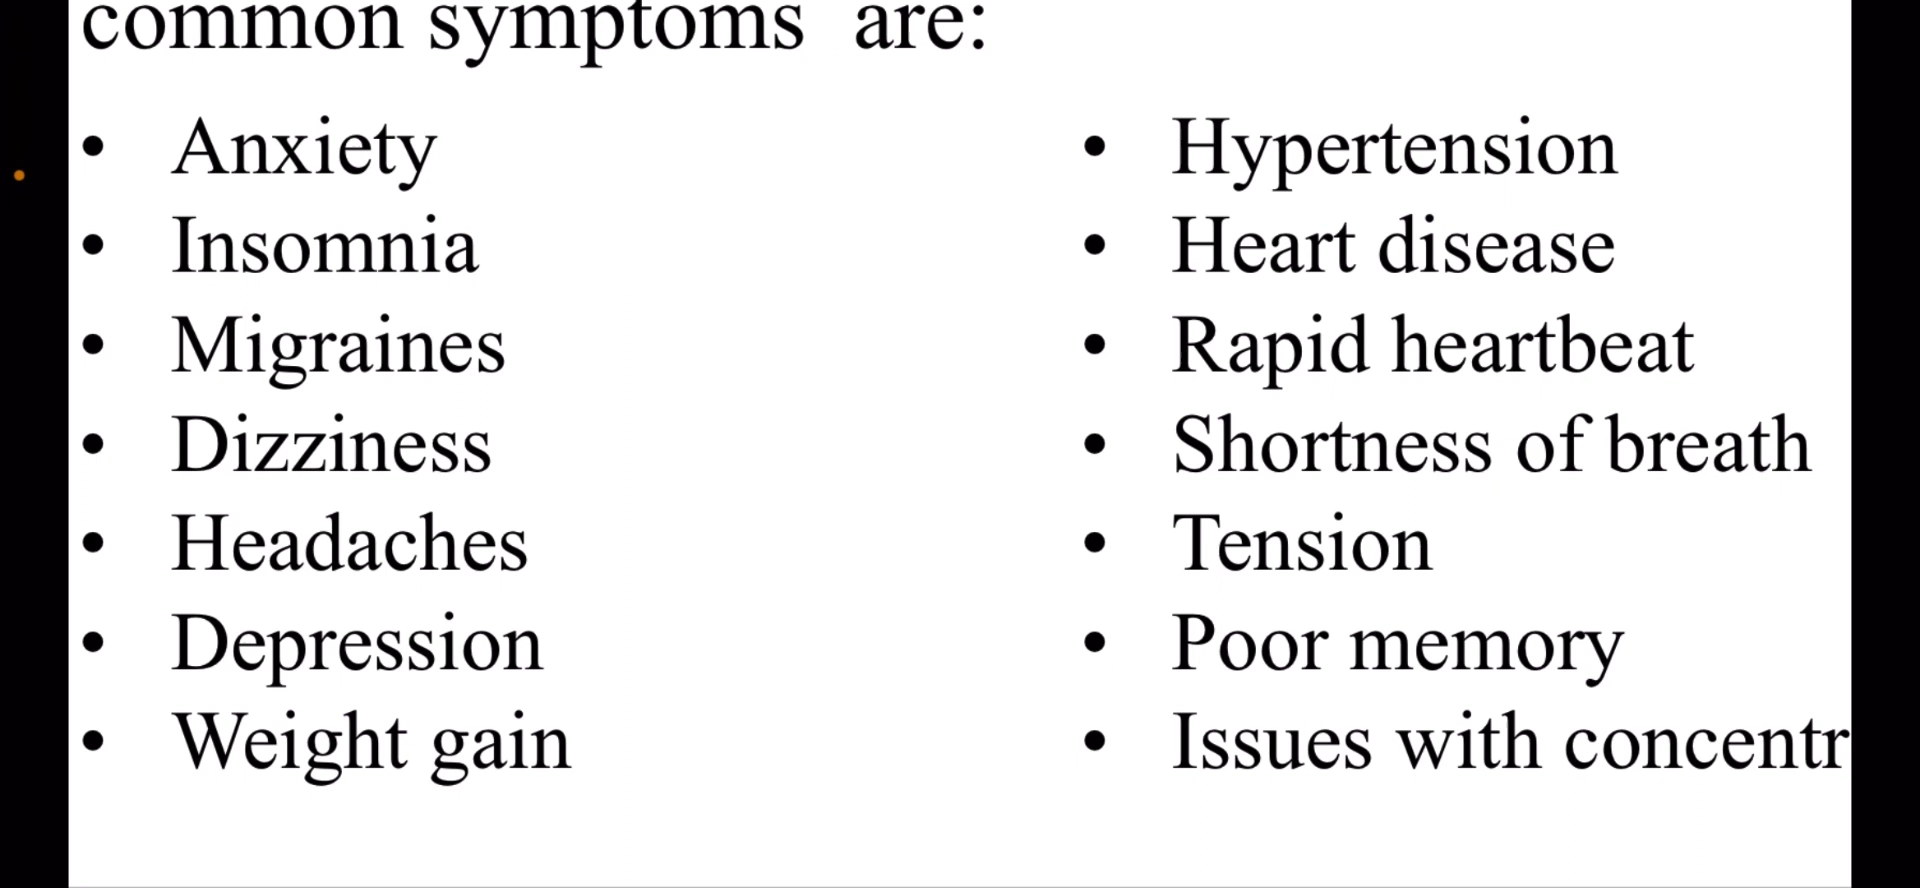 common symptoms are:
• Anxiety
• Insomnia
• Migraines
• Dizziness
• Headaches
• Depression
• Weight gain
• Hypertension
• Heart disease
• Rapid heartbeat
• Shortness of breath
• Tension
• Poor memory
• Issues with concentr